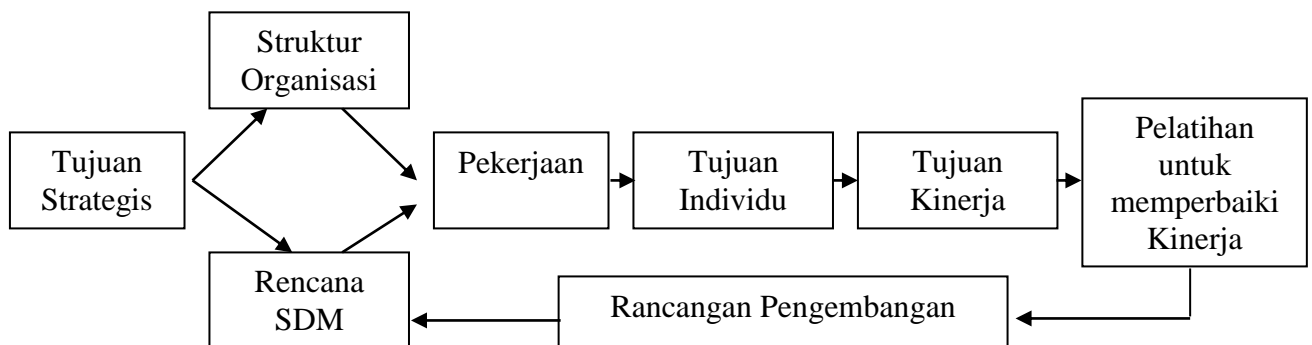 Struktur
Organisasi
Tujuan
Strategis
Pekerjaan
Tujuan
Individu
Tujuan
Kinerja
Pelatihan
untuk
memperbaiki
Kinerja
Rencana
SDM
Rancangan Pengembangan